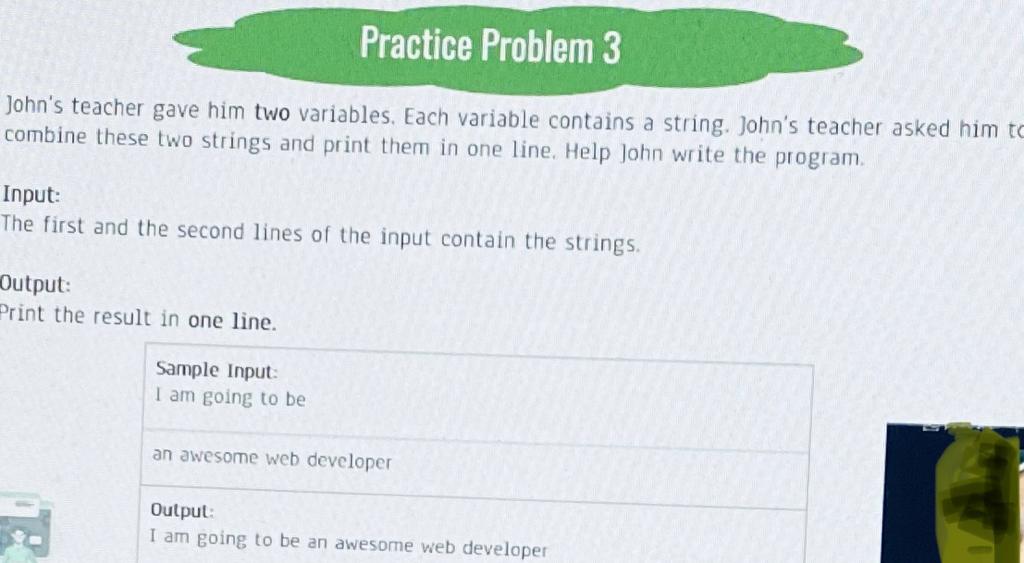 Practice Problem 3
John's teacher gave him two variables. Each variable contains a string. John's teacher asked him to
combine these two strings and print them in one line. Help John write the program.
Input:
The first and the second lines of the input contain the strings.
Output:
Print the result in one line.
Sample Input:
I am going to be
an awesome web developer
Output:
I am going to be an awesome web developer